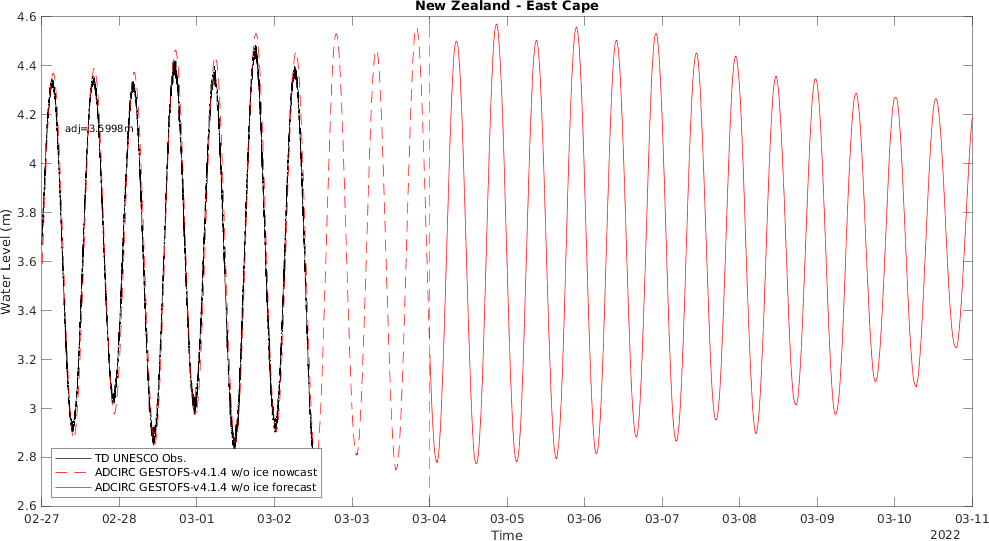 New Zealand - East Cape
4.6
4.4
4.2
4
3.8
3.6
3.4
3.2
3
2.8
2.6
Water Level (m)
adj=3.5998m
TD UNESCO Obs.
ADCIRC GESTOFS-v4.1.4 w/o ice nowcast
ADCIRC GESTOFS-v4.1.4 w/o ice forecast
02-27 02-28 03-01 03-02 03-03 03-04 03-05 03-06 03-07 03-08 03-09 03-10 03-11
Time
2022